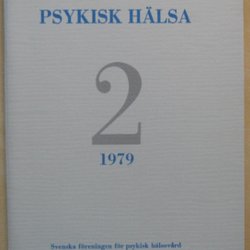 PSYKISK HÄLSA
2
1979
Svenska föreningen för psykisk hälsovård